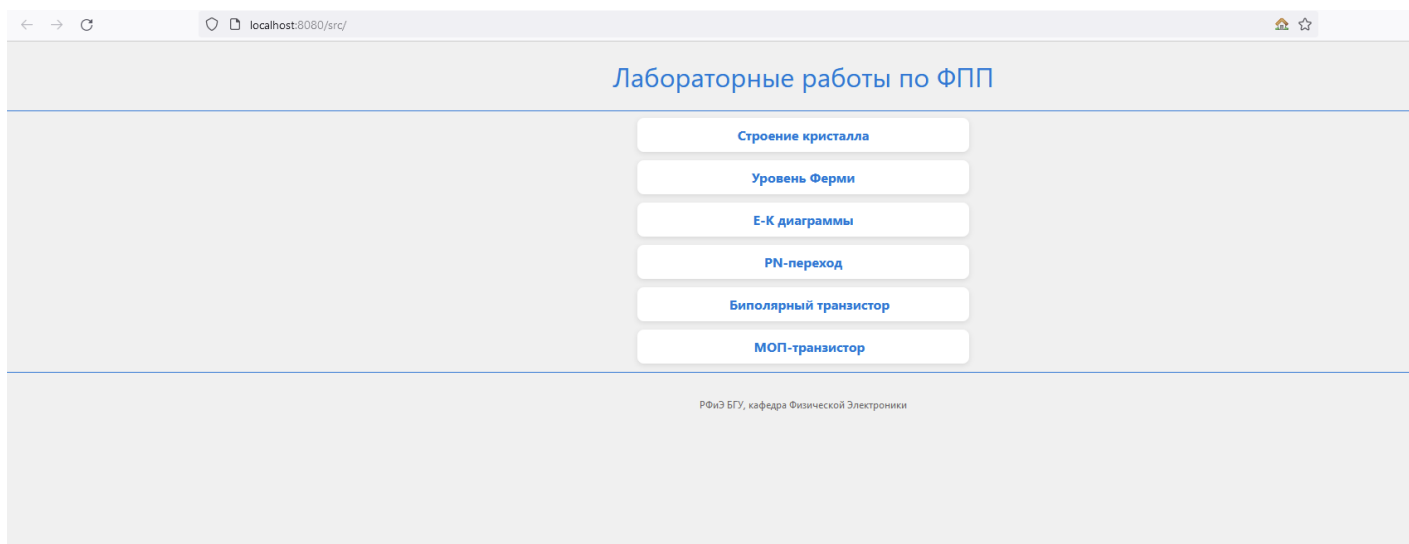 localhost:8080/src/
Лабораторные работы по ФПП
Строение кристалла
Уровень Ферми
E-K диаграммы
PN-переход
Биполярный транзистор
МОП-транзистор
РФиЭ БГУ, кафедра Физической Электроники